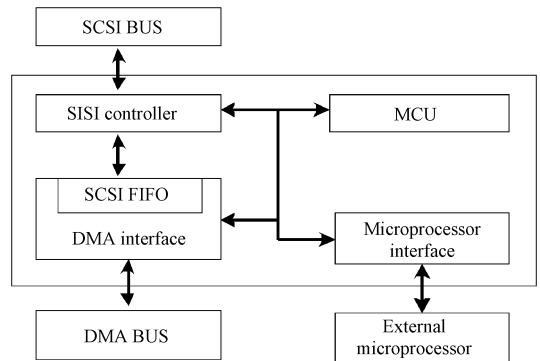 SCSI BUS
SISI controller
MCU
SCSI FIFO
DMA interface
Microprocessor
interface
DMA BUS
External
microprocessor